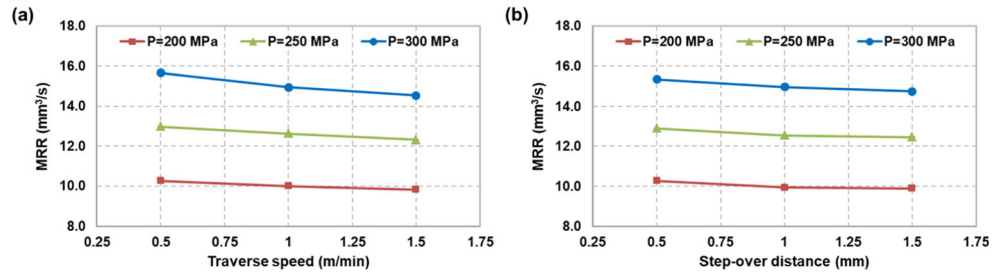 (a)
P=200 MPa P=250 MPa P=300 MPa
MRR (mm³/s)
18.0
16.0
14.0
12.0
10.0
8.0
0.25 0.5 0.75 1 1.25 1.5 1.75
Traverse speed (m/min)
(b)
P=200 MPa P=250 MPa P=300 MPa
MRR (mm³/s)
18.0
16.0
14.0
12.0
10.0
8.0
0.25 0.5 0.75 1 1.25 1.5 1.75
Step-over distance (mm)